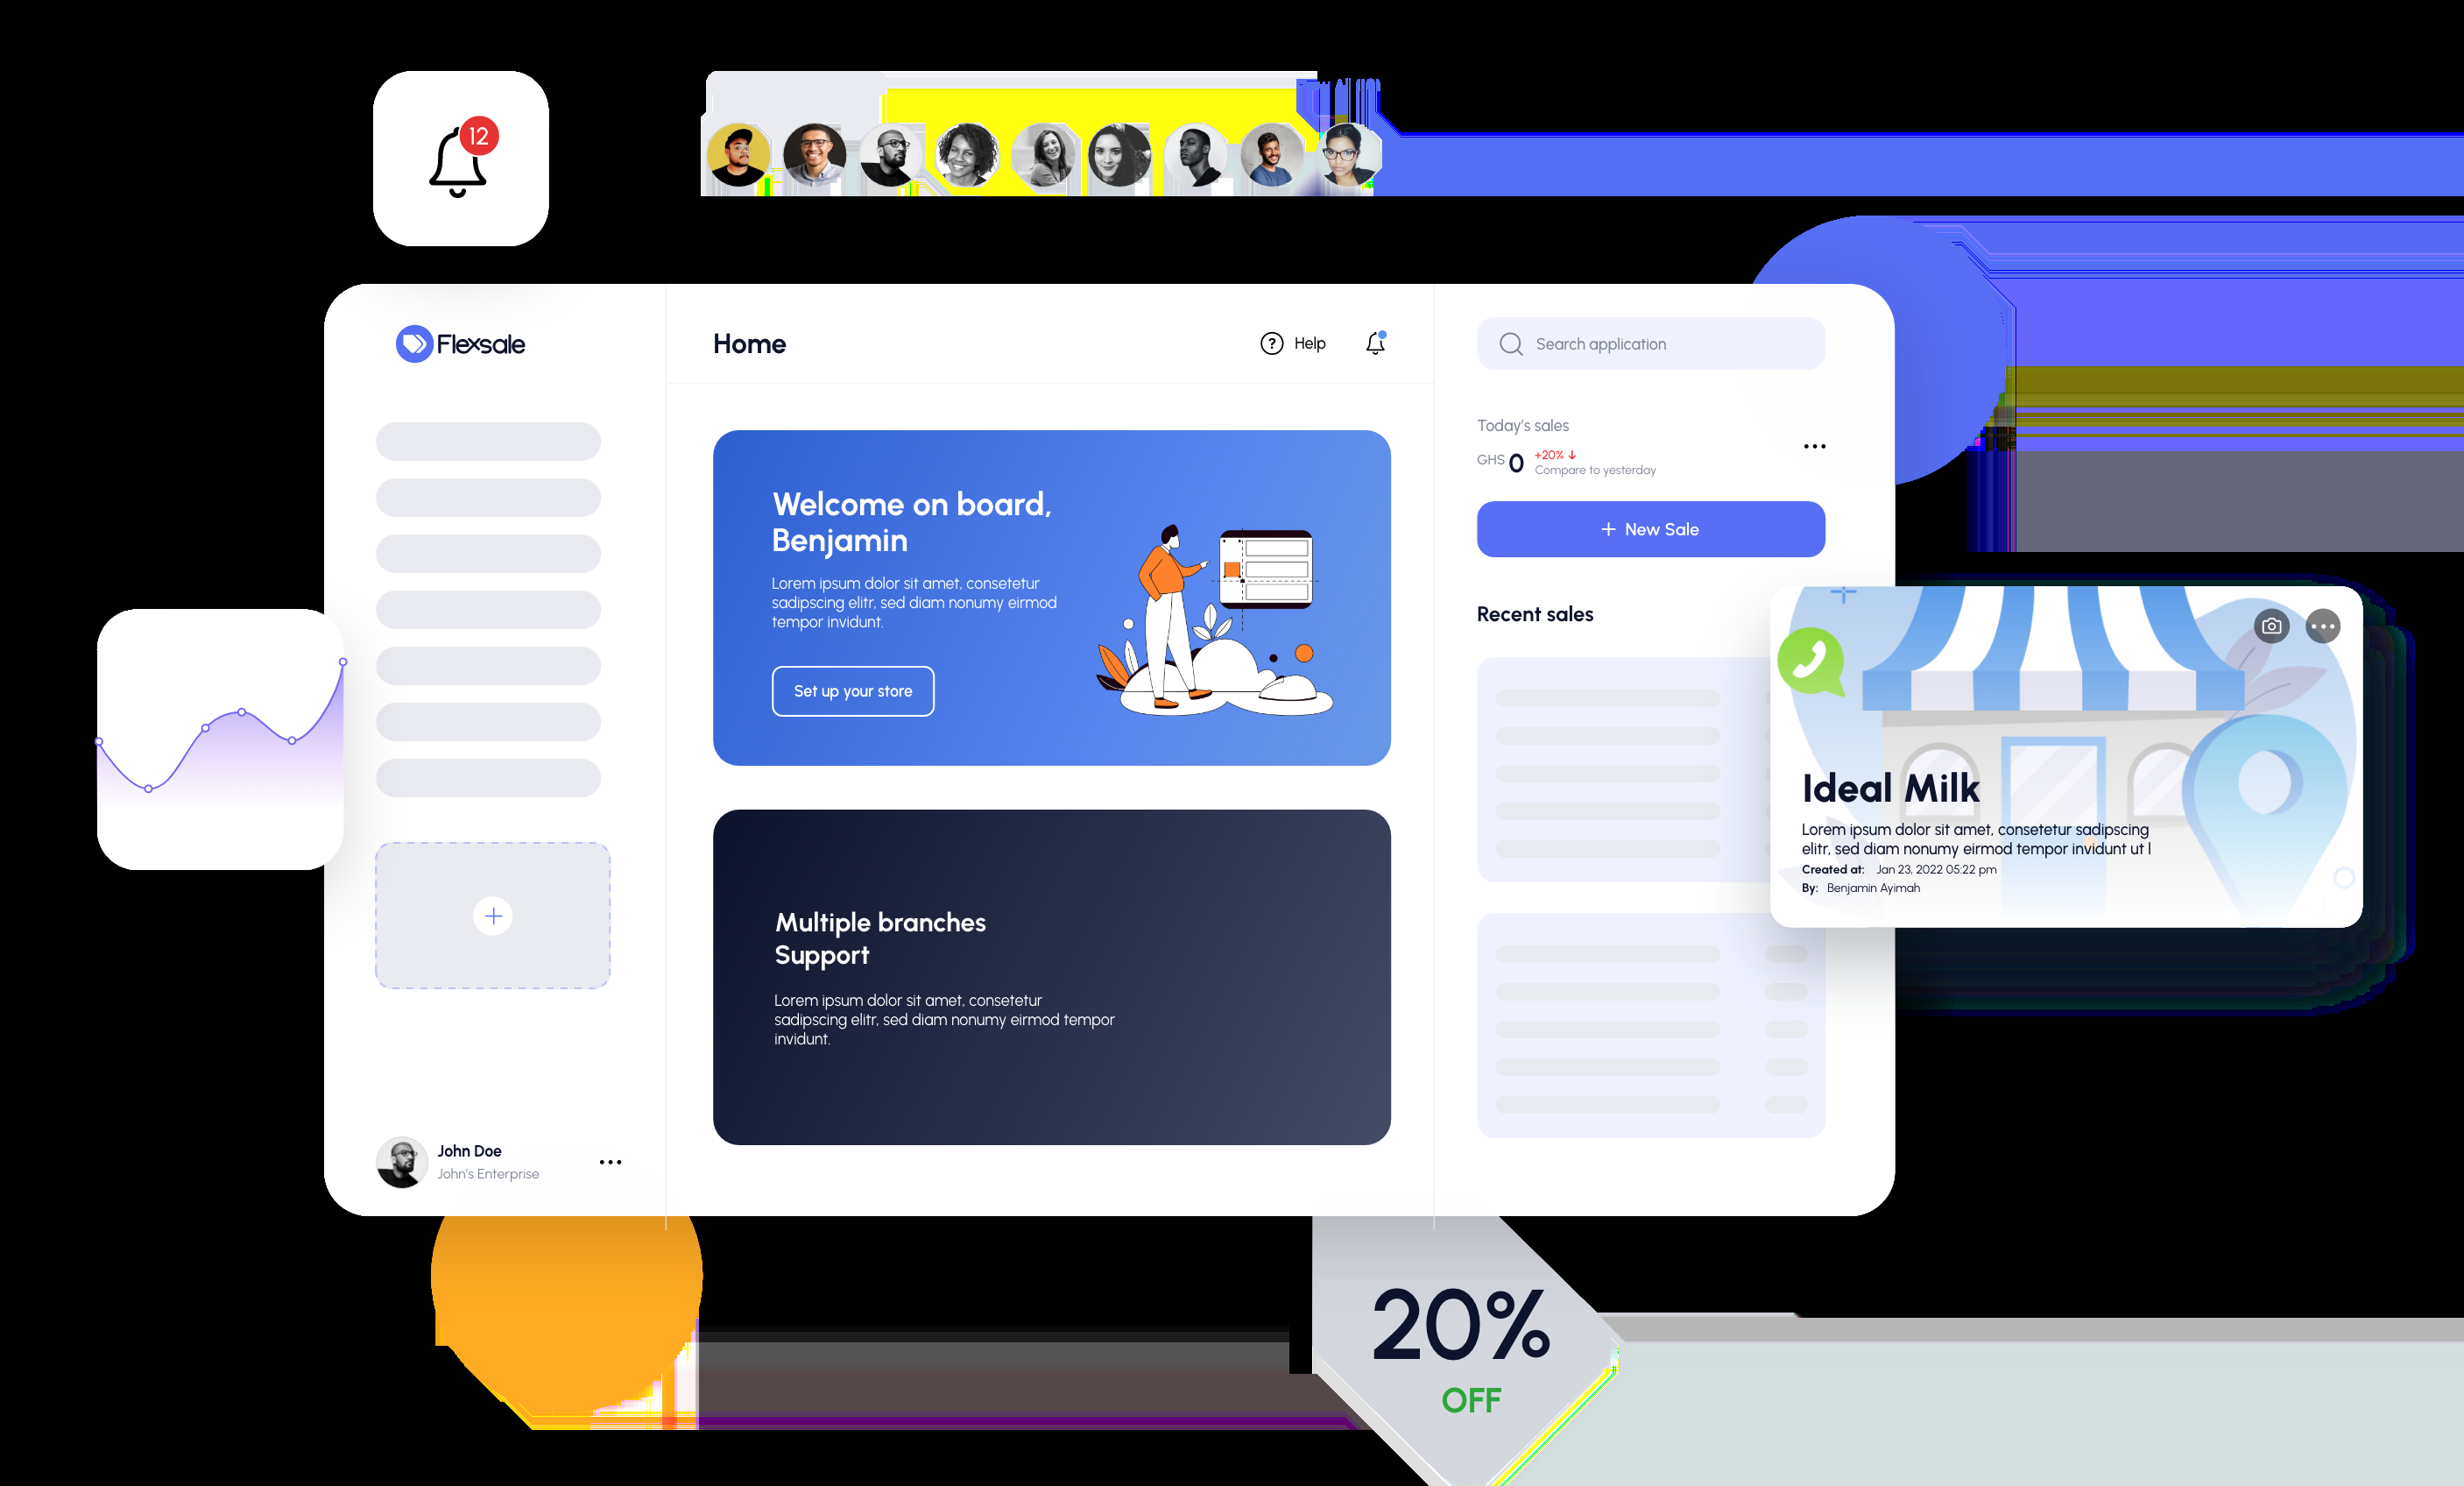 12
Flexsale
Home
Help
Search application
Today's sales
GHS 0
+20% ↓
Compare to yesterday
+ New Sale
Recent sales
Welcome on board,
Benjamin
Lorem ipsum dolor sit amet, consetetur
sadipscing elitr, sed diam nonumy eirmod
tempor invidunt.
Set up your store
Multiple branches
Support
Lorem ipsum dolor sit amet, consetetur
sadipscing elitr, sed diam nonumy eirmod tempor
invidunt.
Ideal Milk
Lorem ipsum dolor sit amet, consetetur sadipscing
elitr, sed diam nonumy eirmod tempor invidunt ut l
Created at: Jan 23, 2022 05:22 pm
By: Benjamin Ayimah
John Doe
John's Enterprise
20%
OFF